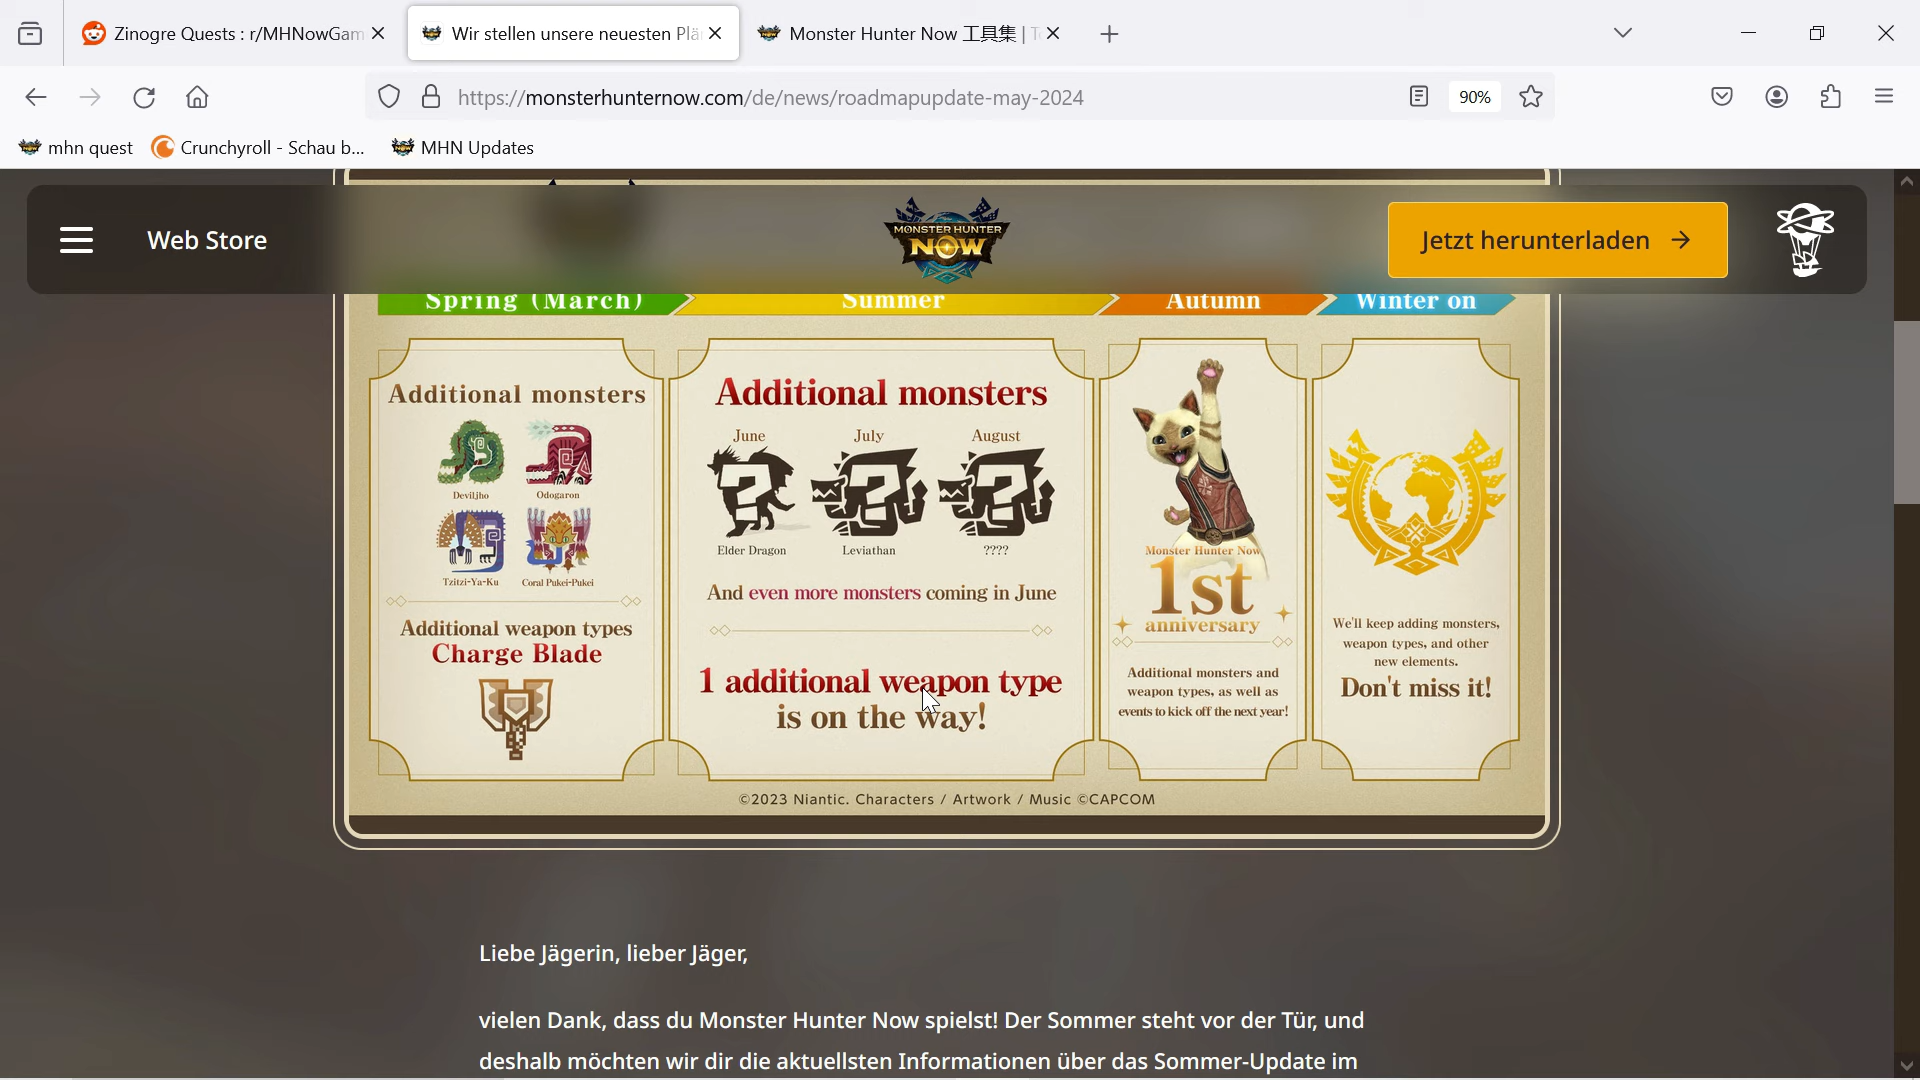 Zinogre Quests : r/MHNowGam
Wir stellen unsere neuesten Plä
Monster Hunter Now 工具集 | T
https://monsterhunternow.com/de/news/roadmapupdate-may-2024
90%
mhn quest
Crunchyroll - Schau b...
MHN Updates
Web Store
MONSTER HUNTER
NOW
Jetzt herunterladen →
Spring (March)
Summer
Autumn
Winter on
Additional monsters
Deviljho
Odogaron
Tzitzi-Ya-Ku
Coral Pukei-Pukei
Additional weapon types
Charge Blade
Additional monsters
June
July
August
Elder Dragon
Leviathan
????
And even more monsters coming in June
1 additional weapon type
is on the way!
Monster Hunter Now
1st
anniversary
Additional monsters and
weapon types, as well as
events to kick off the next year!
We'll keep adding monsters,
weapon types, and other
new elements.
Don't miss it!
©2023 Niantic. Characters / Artwork / Music ©CAPCOM
Liebe Jägerin, lieber Jäger,
vielen Dank, dass du Monster Hunter Now spielst! Der Sommer steht vor der Tür, und
deshalb möchten wir dir die aktuellsten Informationen über das Sommer-Update im